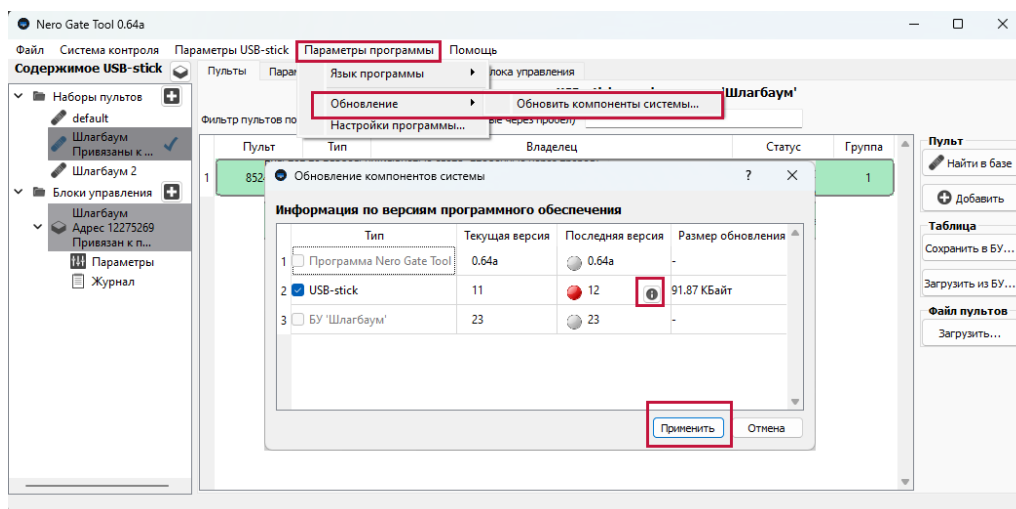 Nero Gate Tool 0.64a
Файл Система контроля Параметры USB-stick Параметры программы Помощь
Содержимое USB-stick
Наборы пультов
default
Шлагбаум
Привязаны к ...
Шлагбаум 2
Блоки управления
Шлагбаум
Адрес 12275269
Привязан к п...
Параметры
Журнал
Пульты
Язык программы
Обновление
Обновить компоненты системы...
Настройки программы...
'Шлагбаум'
Фильтр пультов по
Пульт Тип Владелец Статус Группа
1 852 1
Обновление компонентов системы ?
Информация по версиям программного обеспечения
Тип Текущая версия Последняя версия Размер обновления
1 Программа Nero Gate Tool 0.64a 0.64a -
2 USB-stick 11 12 91.87 КБайт
3 БУ 'Шлагбаум' 23 23 -
Применить Отмена
Пульт
Найти в базе
Добавить
Таблица
Сохранить в БУ...
Загрузить из БУ...
Файл пультов
Загрузить...